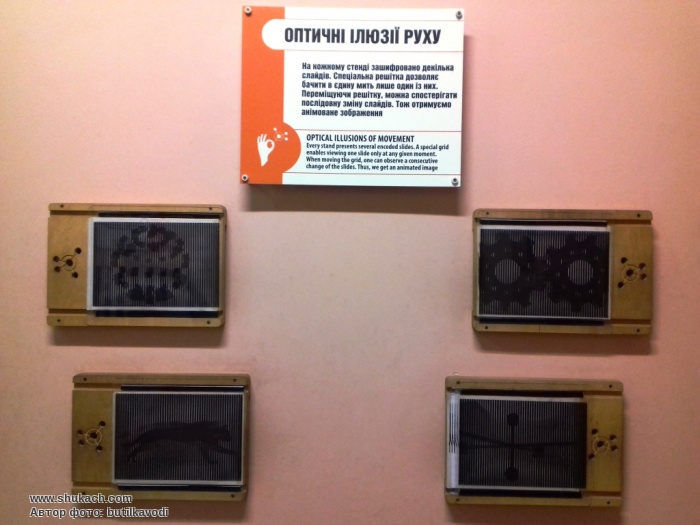 ОПТИЧНІ ІЛЮЗІЇ РУХУ
На кожному стенді зашифровано декілька
слайдів. Спеціальна решітка дозволяє
бачити в єдину мить лише один із них.
Переміщуючи решітку, можна спостерігати
послідовну зміну слайдів. Тож отримуємо
анімоване зображення
OPTICAL ILLUSIONS OF MOVEMENT
Every stand presents several encoded slides. A special grid
enables viewing one slide only at any given moment.
When moving the grid, one can observe a consecutive
change of the slides. Thus, we get an animated image
www.shukach.com
Автор фото: butilkavodi